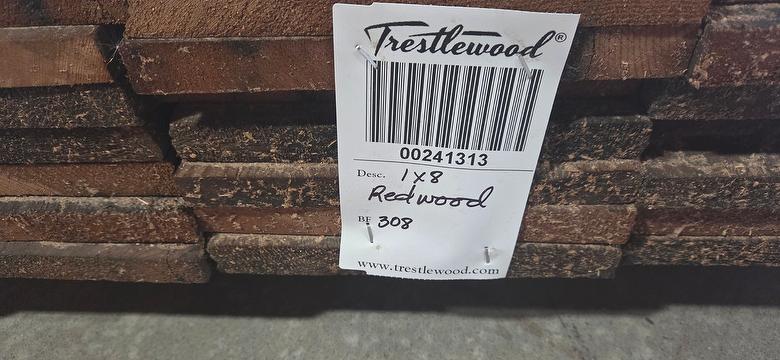 Trestlewood®
00241313
Desc. 1x8
Redwood
BF 308
www.trestlewood.com